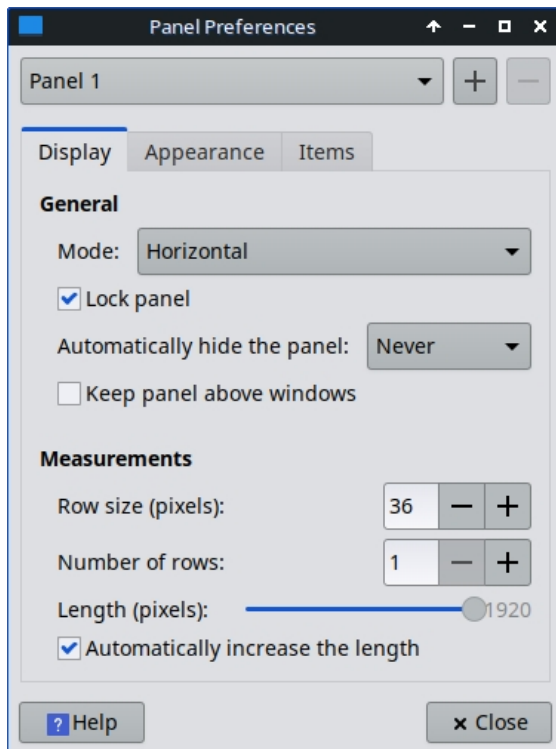 Panel Preferences
Panel 1
Display Appearance Items
General
Mode: Horizontal
Lock panel
Automatically hide the panel: Never
Keep panel above windows
Measurements
Row size (pixels): 36
Number of rows: 1
Length (pixels): 1920
Automatically increase the length
? Help × Close